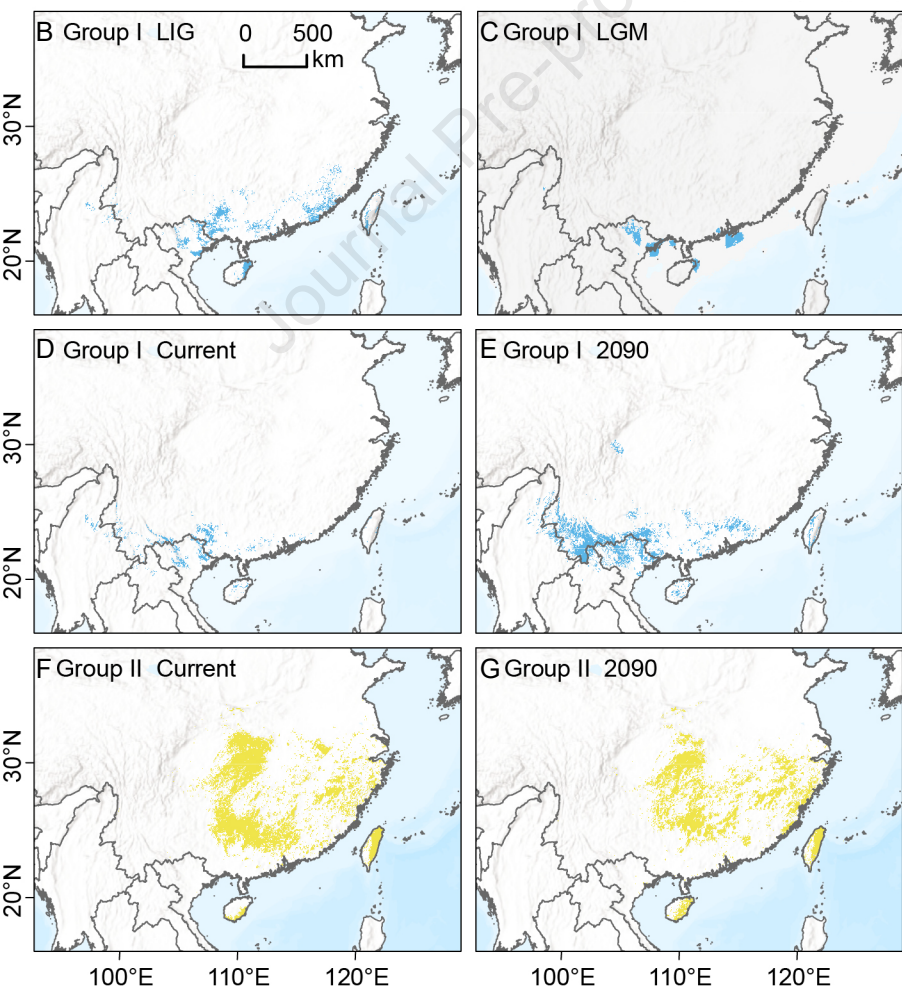 B Group I LIG 0 500
km
C Group I LGM
Journal Pre-pro
30°N
20°N
D Group I Current
E Group I 2090
30°N
20°N
F Group II Current
G Group II 2090
30°N
20°N
100°E 110°E 120°E 100°E 110°E 120°E